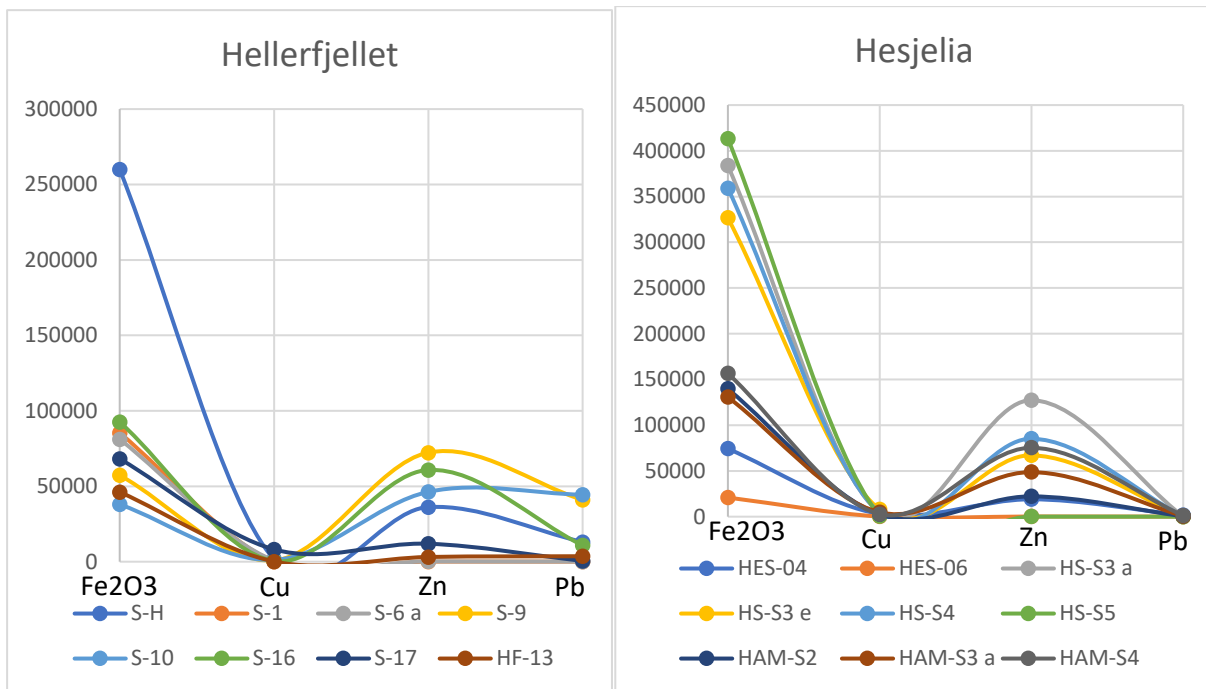 Hellerfjellet
300000
250000
200000
150000
100000
50000
0
Fe2O3 Cu Zn Pb
S-H S-1 S-6 a S-9
S-10 S-16 S-17 HF-13
Hesjelia
450000
400000
350000
300000
250000
200000
150000
100000
50000
0
Fe2O3 Cu Zn Pb
HES-04 HES-06 HS-S3 a
HS-S3 e HS-S4 HS-S5
HAM-S2 HAM-S3 a HAM-S4